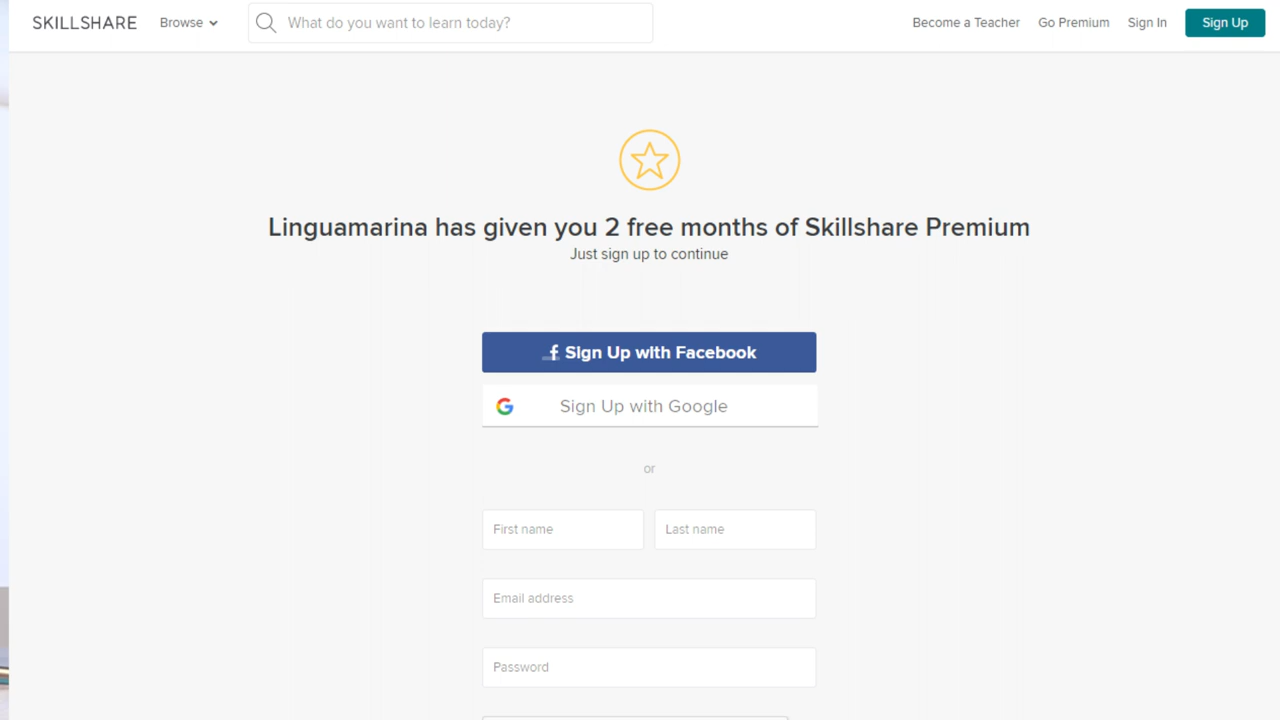 SKILLSHARE Browse What do you want to learn today? Become a Teacher Go Premium Sign In Sign Up
Linguamarina has given you 2 free months of Skillshare Premium
Just sign up to continue
Sign Up with Facebook
Sign Up with Google
or
First name Last name
Email address
Password